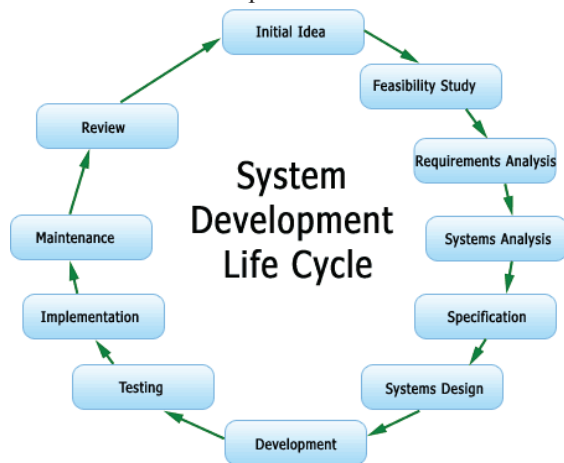 Initial Idea
Feasibility Study
Requirements Analysis
Systems Analysis
Specification
Systems Design
Development
Testing
Implementation
Maintenance
Review
System
Development
Life Cycle